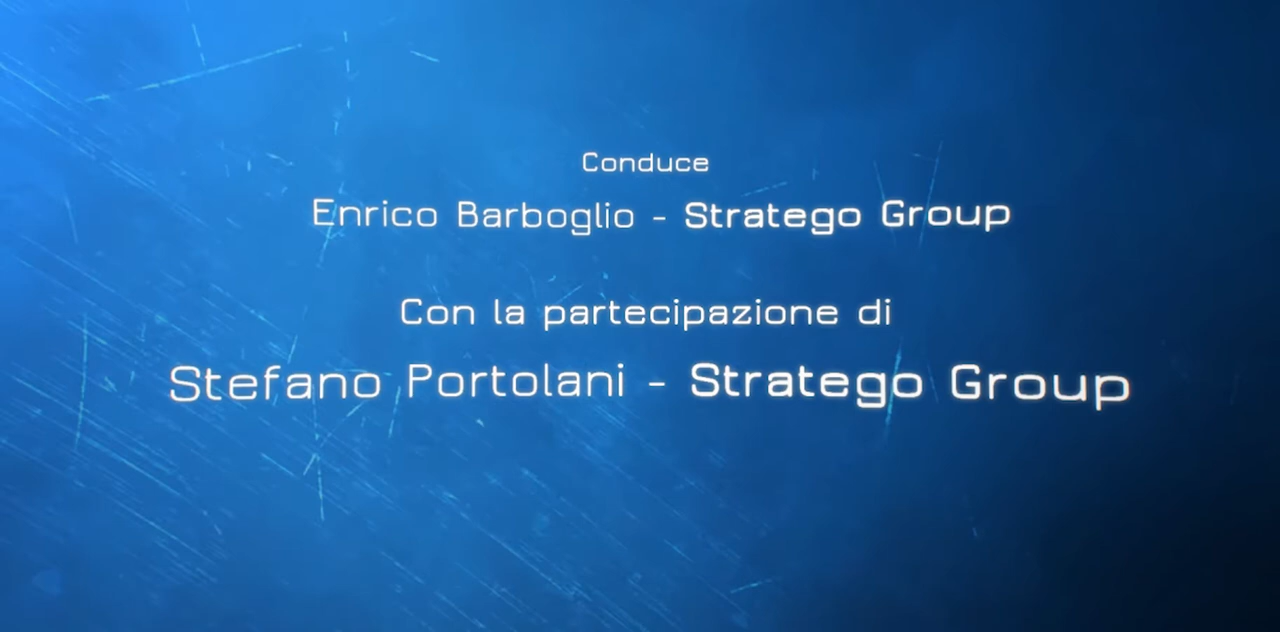 Conduce
Enrico Barboglio - Stratego Group
Con la partecipazione di
Stefano Portolani - Stratego Group